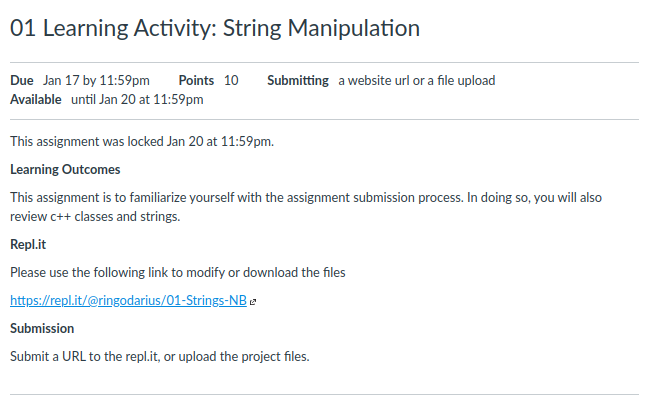 01 Learning Activity: String Manipulation
Due Jan 17 by 11:59pm Points 10 Submitting a website url or a file upload
Available until Jan 20 at 11:59pm
This assignment was locked Jan 20 at 11:59pm.
Learning Outcomes
This assignment is to familiarize yourself with the assignment submission process. In doing so, you will also
review c++ classes and strings.
Repl.it
Please use the following link to modify or download the files
https://repl.it/@ringodarius/01-Strings-NB
Submission
Submit a URL to the repl.it, or upload the project files.